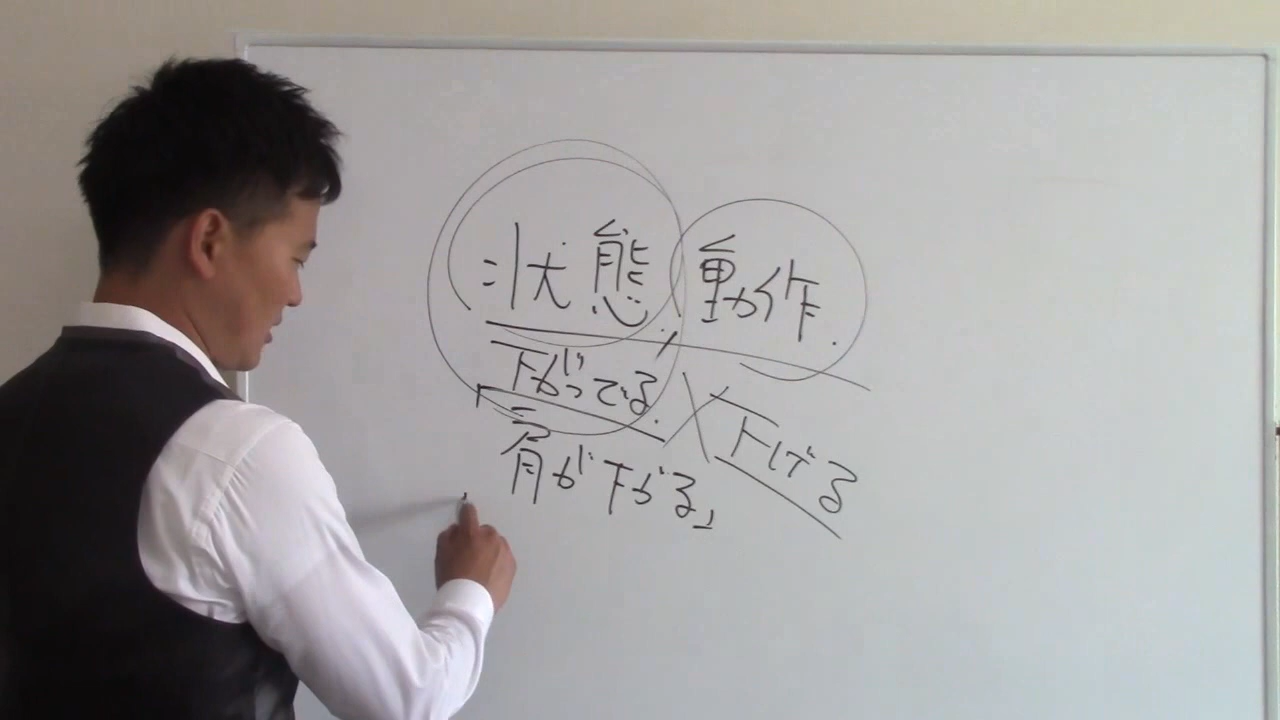 状態 動作.
下がってる.
下げる
「肩が下がる」